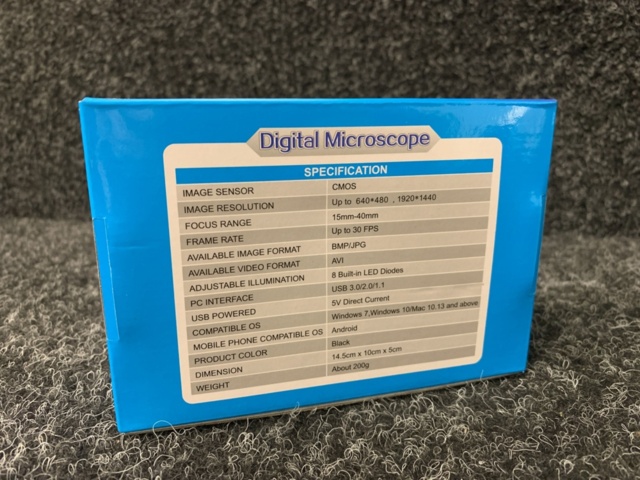 Digital Microscope
SPECIFICATION
IMAGE SENSOR CMOS
IMAGE RESOLUTION Up to 640*480 , 1920*1440
FOCUS RANGE 15mm-40mm
FRAME RATE Up to 30 FPS
AVAILABLE IMAGE FORMAT BMP/JPG
AVAILABLE VIDEO FORMAT AVI
ADJUSTABLE ILLUMINATION 8 Built-in LED Diodes
PC INTERFACE USB 3.0/2.0/1.1
USB POWERED 5V Direct Current
COMPATIBLE OS Windows 7,Windows 10/Mac 10.13 and above
MOBILE PHONE COMPATIBLE OS Android
PRODUCT COLOR Black
DIMENSION 14.5cm x 10cm x 5cm
WEIGHT About 200g